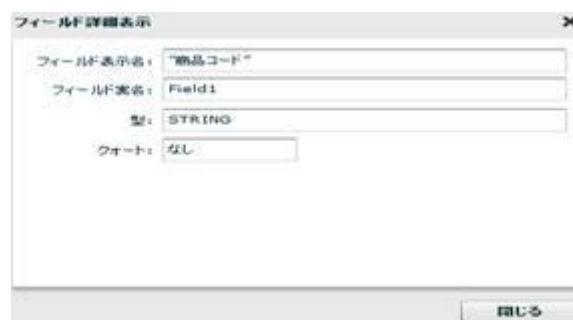 フィールド詳細表示
フィールド表示名: "商品コード"
フィールド実名: Field1
型: STRING
クォート: なし
閉じる